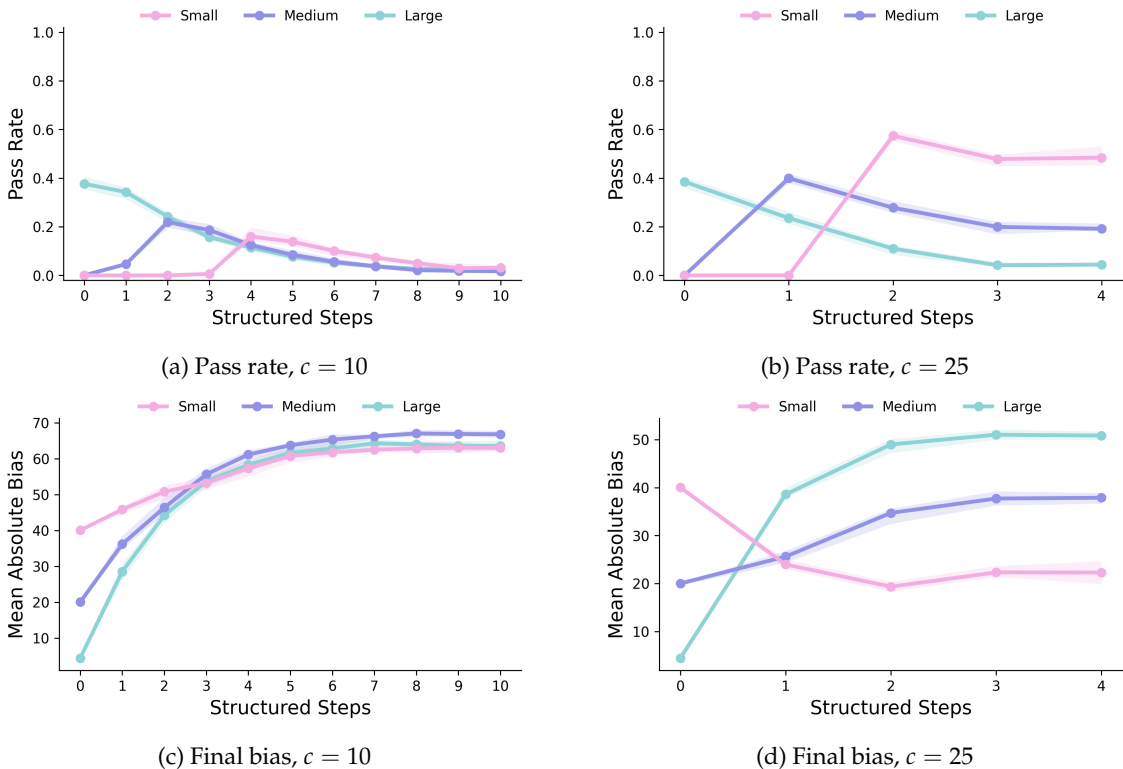 Small Medium Large
1.0
0.8
0.6
0.4
0.2
0.0
Pass Rate
0 1 2 3 4 5 6 7 8 9 10
Structured Steps
(a) Pass rate, c = 10
Small Medium Large
1.0
0.8
0.6
0.4
0.2
0.0
Pass Rate
0 1 2 3 4
Structured Steps
(b) Pass rate, c = 25
Small Medium Large
70
60
50
40
30
20
10
Mean Absolute Bias
0 1 2 3 4 5 6 7 8 9 10
Structured Steps
(c) Final bias, c = 10
Small Medium Large
50
40
30
20
10
Mean Absolute Bias
0 1 2 3 4
Structured Steps
(d) Final bias, c = 25